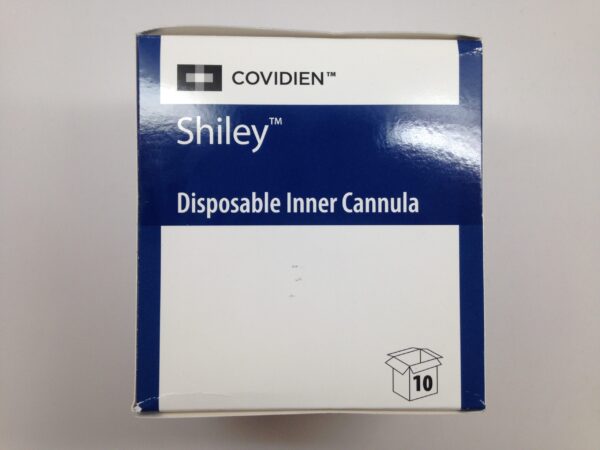 COVIDIEN™
Shiley™
Disposable Inner Cannula
10